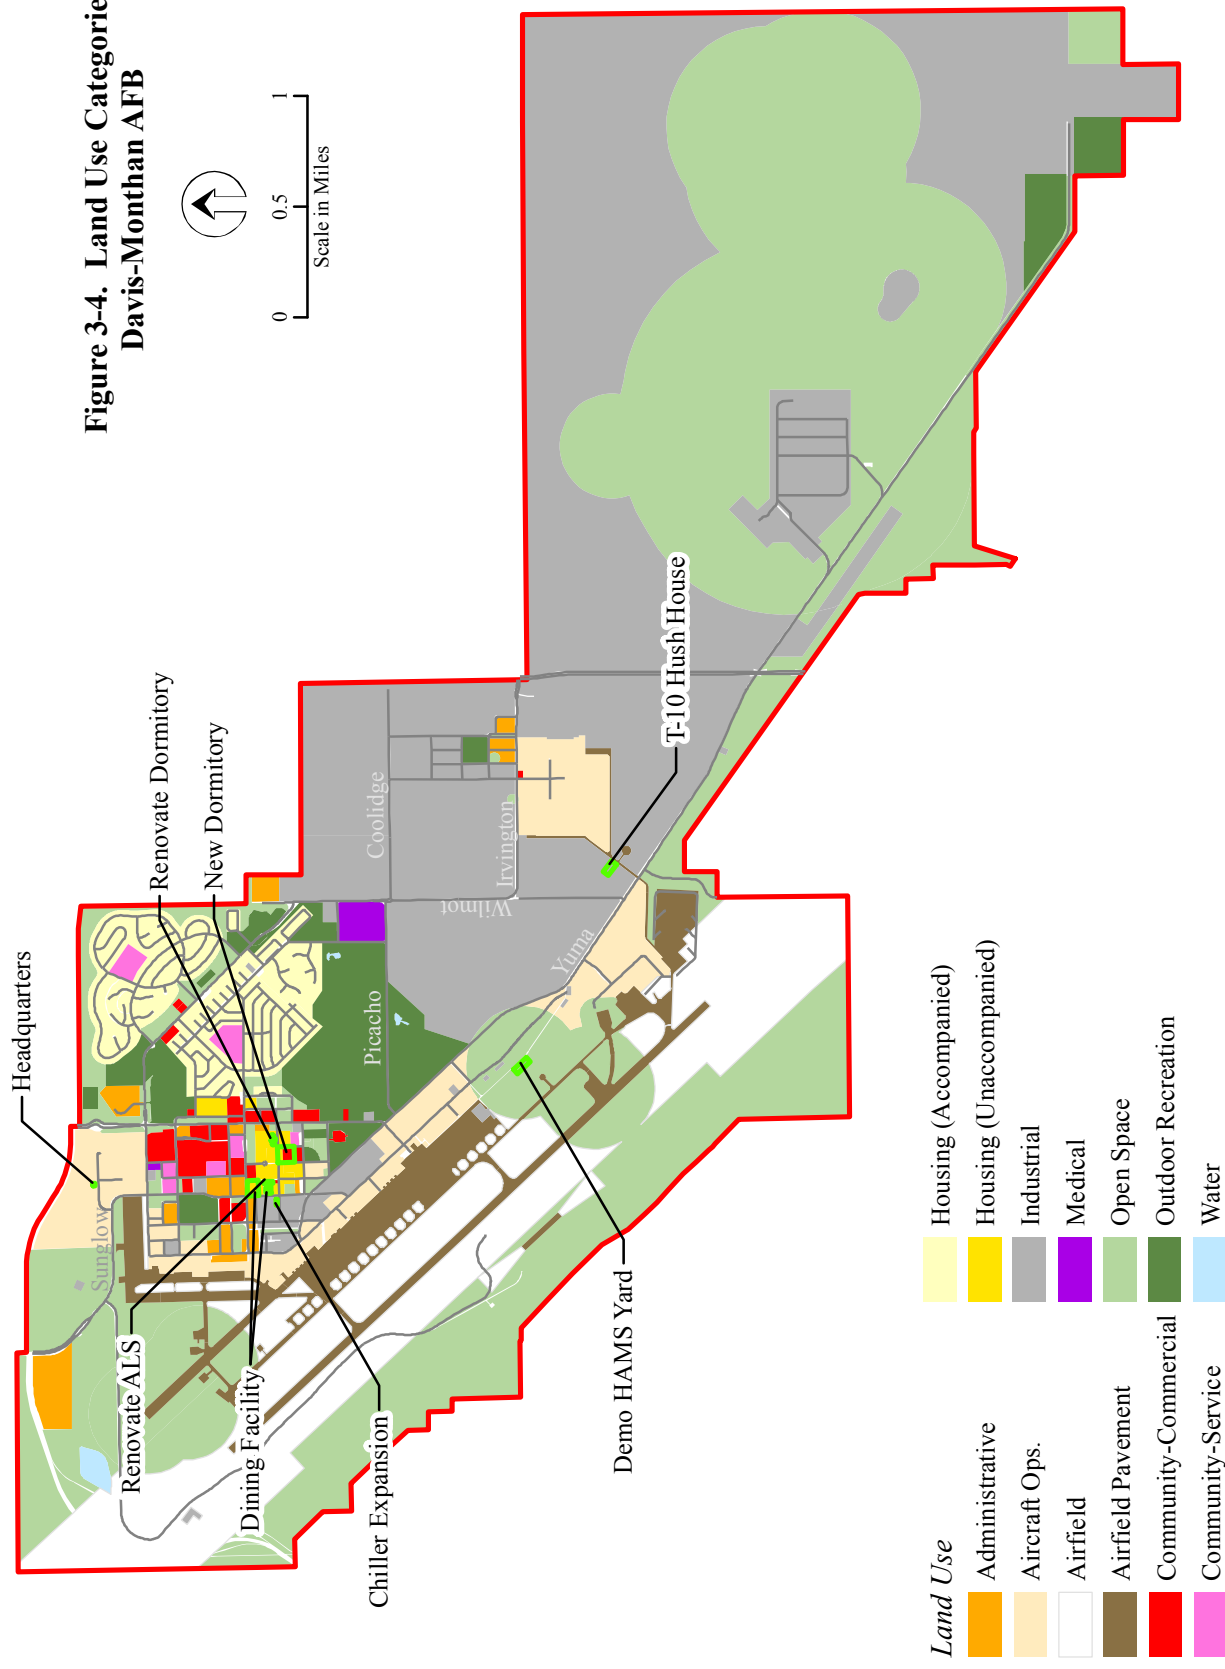 Figure 3-4. Land Use Categorie
Davis-Monthan AFB
0 0.5 1
Scale in Miles
Headquarters
Renovate Dormitory
New Dormitory
Sunglow
Picacho
Coolidge
Irvington
Wilmot
Yuma
T-10 Hush House
Renovate ALS
Dining Facility
Chiller Expansion
Demo HAMS Yard
Land Use
Administrative
Aircraft Ops.
Airfield
Airfield Pavement
Community-Commercial
Community-Service
Housing (Accompanied)
Housing (Unaccompanied)
Industrial
Medical
Open Space
Outdoor Recreation
Water